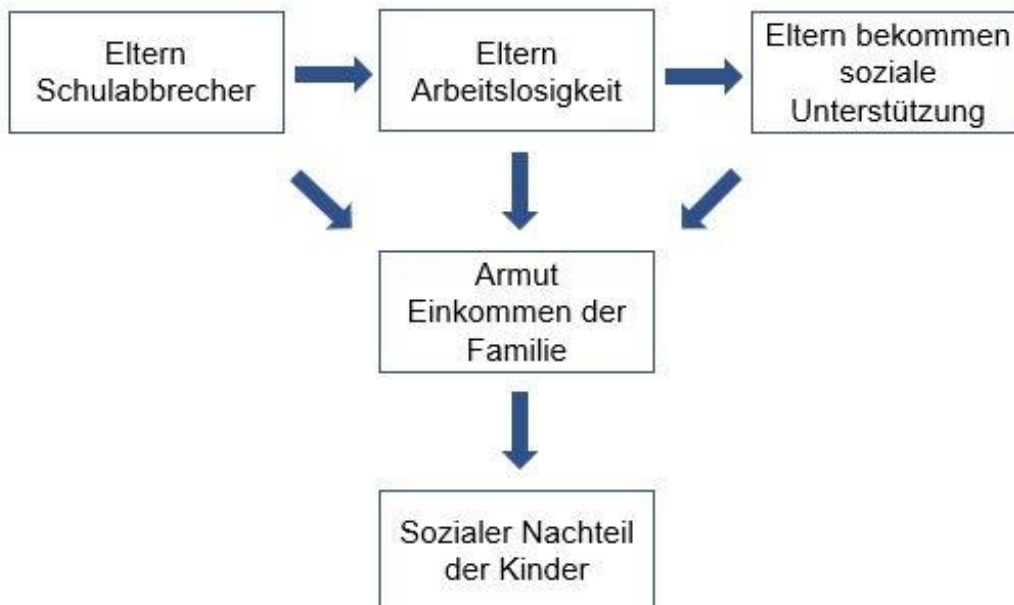 Eltern
Schulabbrecher
Eltern
Arbeitslosigkeit
Eltern bekommen
soziale
Unterstützung
Armut
Einkommen der
Familie
Sozialer Nachteil
der Kinder